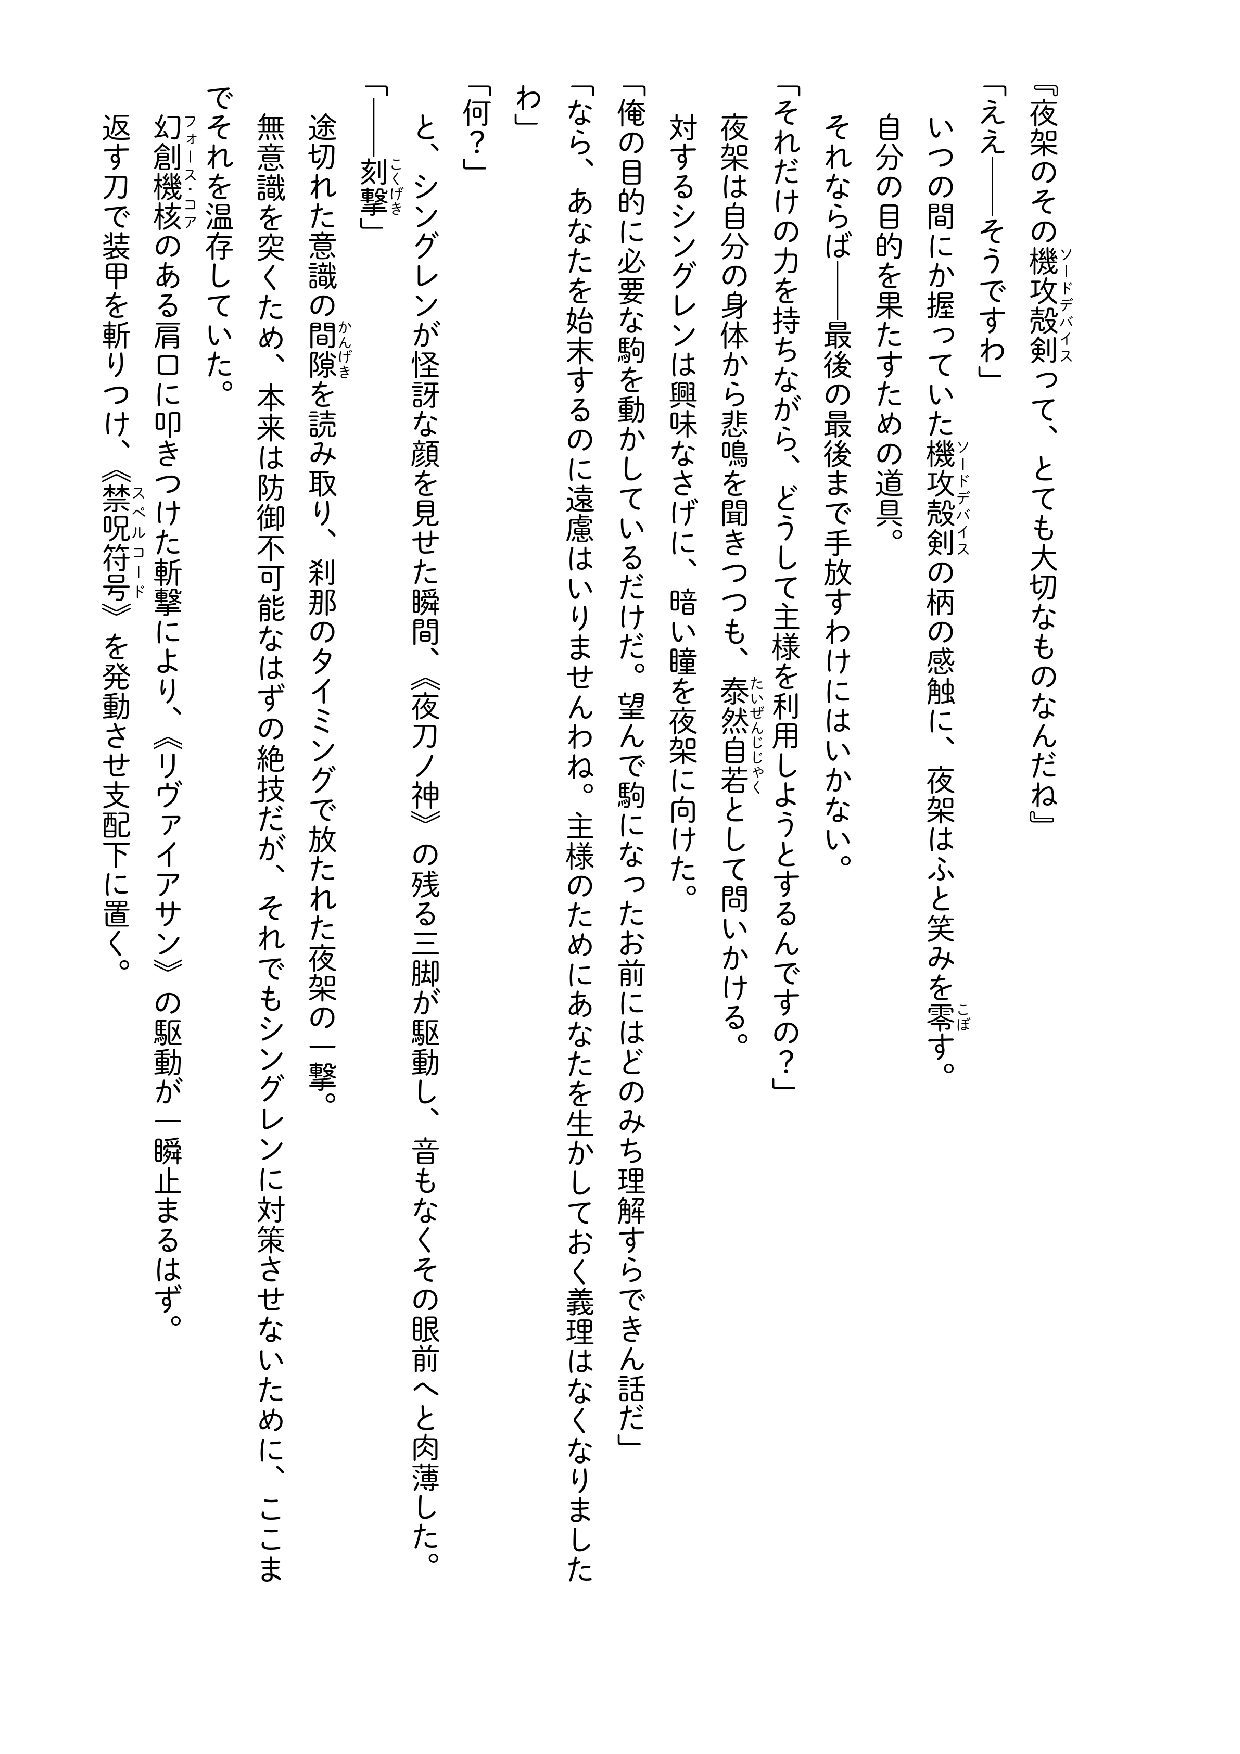 『夜架のその機攻殻剣って、とても大切なものなんだね』
「ええ――そうですわ」
いつの間にか握っていた機攻殻剣の柄の感触に、夜架はふと笑みを零す。
自分の目的を果たすための道具。
それならば――最後の最後まで手放すわけにはいかない。
「それだけの力を持ちながら、どうして主様を利用しようとするんですの？」
夜架は自分の身体から悲鳴を聞きつつも、泰然自若として問いかける。
対するシングレンは興味なさげに、暗い瞳を夜架に向けた。
「俺の目的に必要な駒を動かしているだけだ。望んで駒になったお前にはどのみち理解すらできん話だ」
「なら、あなたを始末するのに遠慮はいりませんわね。主様のためにあなたを生かしておく義理はなくなりました
わ」
「何？」
と、シングレンが怪訝な顔を見せた瞬間、《夜刀ノ神》の残る三脚が駆動し、音もなくその眼前へと肉薄した。
「――刻撃」
途切れた意識の間隙を読み取り、刹那のタイミングで放たれた夜架の一撃。
無意識を突くため、本来は防御不可能なはずの絶技だが、それでもシングレンに対策させないために、ここま
でそれを温存していた。
幻創機核のある肩口に叩きつけた斬撃により、《リヴァイアサン》の駆動が一瞬止まるはず。
返す刀で装甲を斬りつけ、《禁呪符号》を発動させ支配下に置く。